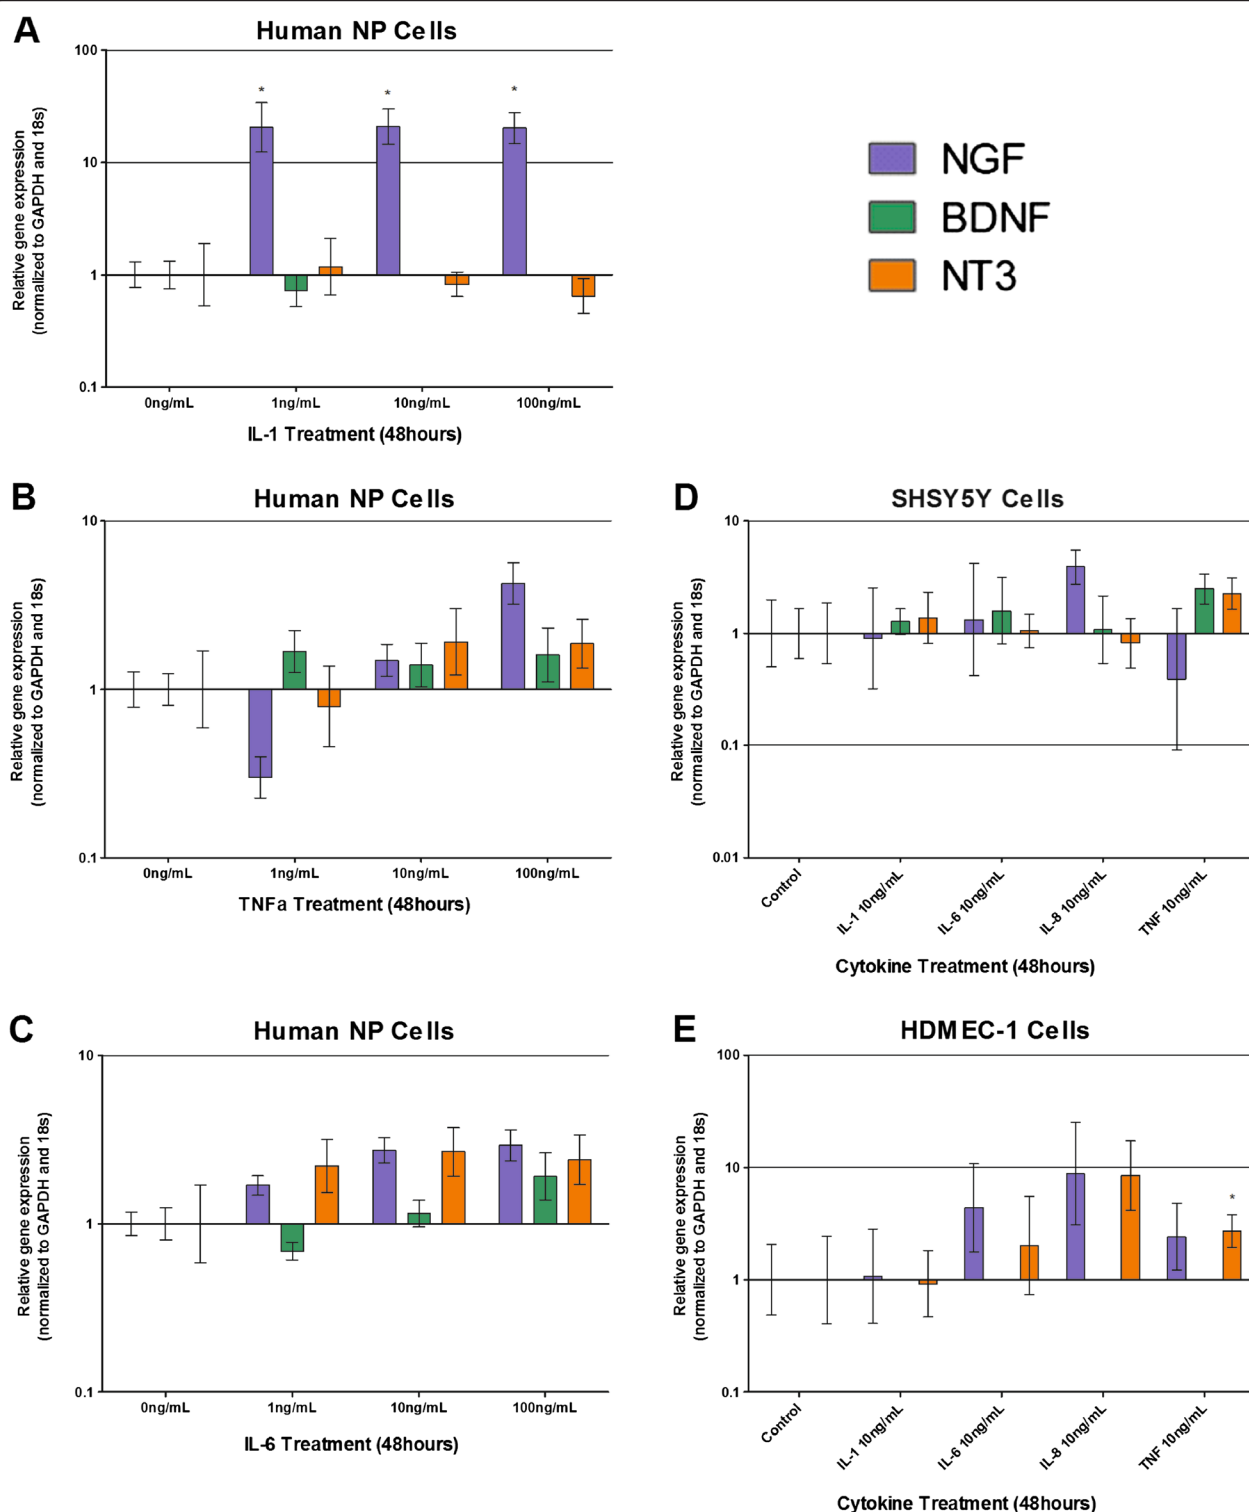 A
Human NP Cells
Relative gene expression
(normalized to GAPDH and 18s)
100
10
1
0.1
*
*
*
0ng/mL
1ng/mL
10ng/mL
100ng/mL
IL-1 Treatment (48hours)
NGF
BDNF
NT3
B
Human NP Cells
Relative gene expression
(normalized to GAPDH and 18s)
10
1
0.1
0ng/mL
1ng/mL
10ng/mL
100ng/mL
TNFa Treatment (48hours)
D
SHSY5Y Cells
Relative gene expression
(normalized to GAPDH and 18s)
10
1
0.1
0.01
Control
IL-1 10ng/mL
IL-6 10ng/mL
IL-8 10ng/mL
TNF 10ng/mL
Cytokine Treatment (48hours)
C
Human NP Cells
Relative gene expression
(normalized to GAPDH and 18s)
10
1
0.1
0ng/mL
1ng/mL
10ng/mL
100ng/mL
IL-6 Treatment (48hours)
E
HDMEC-1 Cells
Relative gene expression
(normalized to GAPDH and 18s)
100
10
1
0.1
*
Control
IL-1 10ng/mL
IL-6 10ng/mL
IL-8 10ng/mL
TNF 10ng/mL
Cytokine Treatment (48hours)